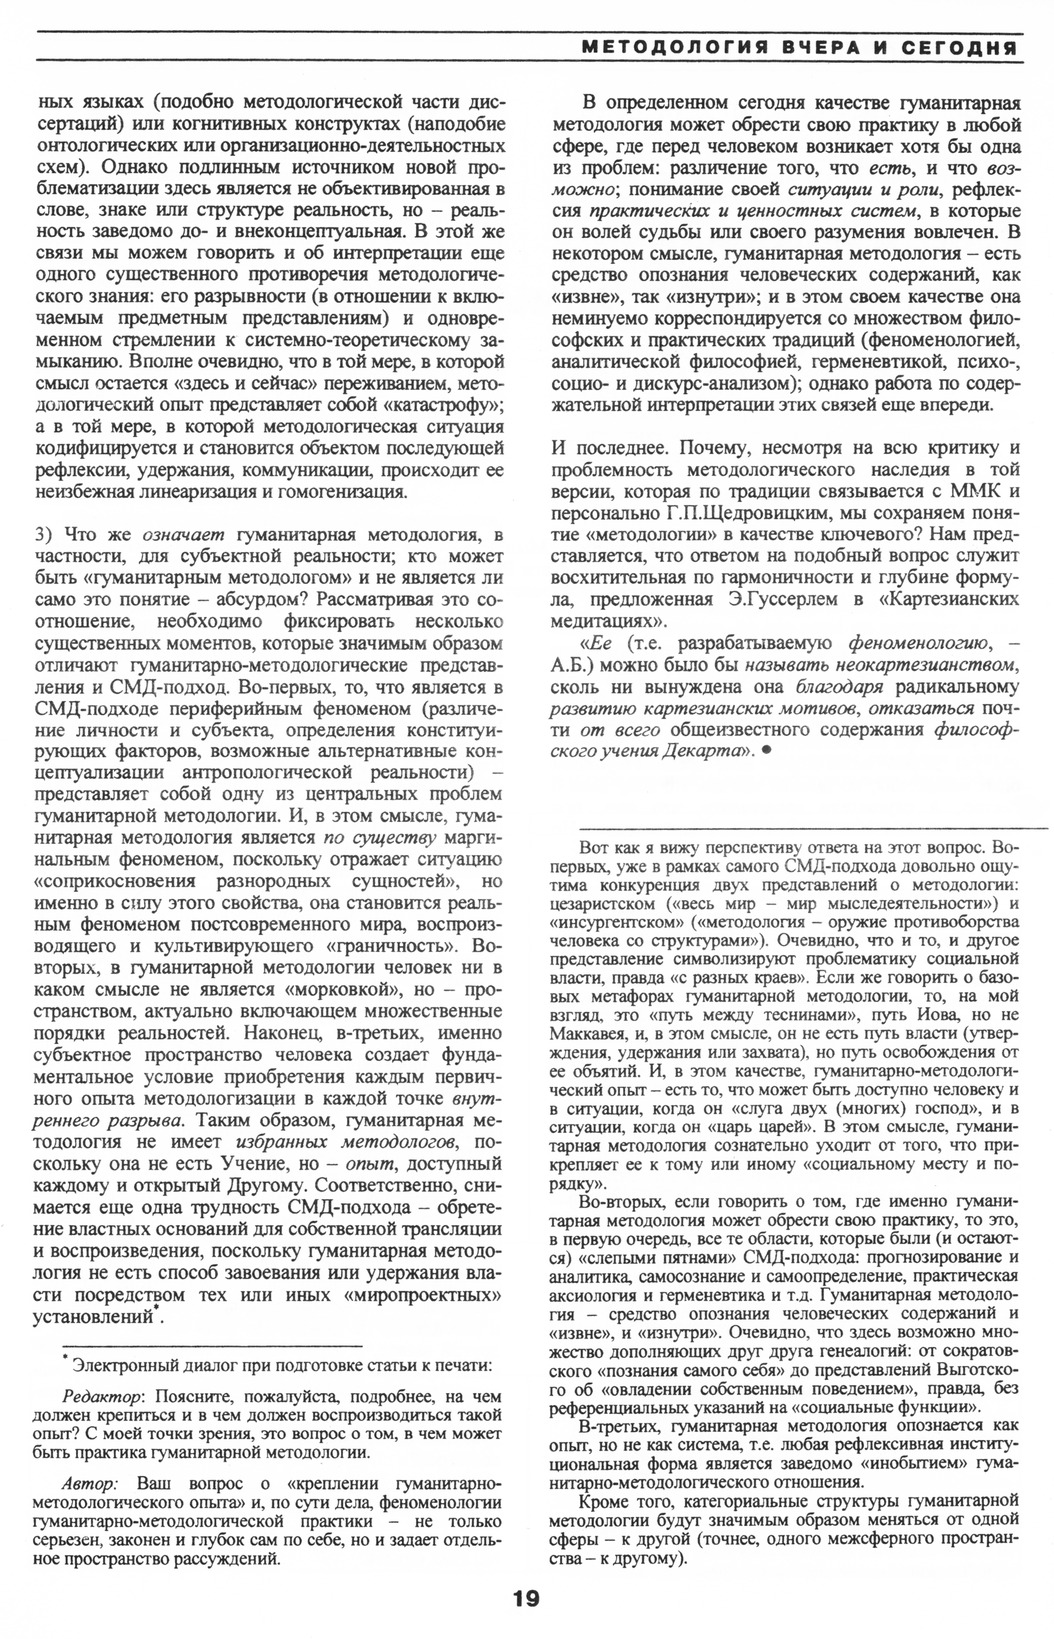 МЕТОДОЛОГИЯ ВЧЕРА И СЕГОДНЯ
ных языках (подобно методологической части дис-
сертаций) или когнитивных конструктах (наподобие
онтологических или организационно-деятельностных
схем). Однако подлинным источником новой про-
блематизации здесь является не объективированная в
слове, знаке или структуре реальность, но – реаль-
ность заведомо до- и внеконцептуальная. В этой же
связи мы можем говорить и об интерпретации еще
одного существенного противоречия методологиче-
ского знания: его разрывности (в отношении к вклю-
чаемым предметным представлениям) и одновре-
менном стремлении к системно-теоретическому за-
мыканию. Вполне очевидно, что в той мере, в которой
смысл остается «здесь и сейчас» переживанием, мето-
дологический опыт представляет собой «катастрофу»;
а в той мере, в которой методологическая ситуация
кодифицируется и становится объектом последующей
рефлексии, удержания, коммуникации, происходит ее
неизбежная линеаризация и гомогенизация.
3) Что же означает гуманитарная методология, в
частности, для субъектной реальности; кто может
быть «гуманитарным методологом» и не является ли
само это понятие – абсурдом? Рассматривая это со-
отношение, необходимо фиксировать несколько
существенных моментов, которые значимым образом
отличают гуманитарно-методологические представ-
ления и СМД-подход. Во-первых, то, что является в
СМД-подходе периферийным феноменом (различе-
ние личности и субъекта, определения конституи-
рующих факторов, возможные альтернативные кон-
цептуализации антропологической реальности) –
представляет собой одну из центральных проблем
гуманитарной методологии. И, в этом смысле, гума-
нитарная методология является по существу марги-
нальным феноменом, поскольку отражает ситуацию
«соприкосновения разнородных сущностей», но
именно в силу этого свойства, она становится реаль-
ным феноменом постсовременного мира, воспроиз-
водящего и культивирующего «граничность». Во-
вторых, в гуманитарной методологии человек ни в
каком смысле не является «морковкой», но – про-
странством, актуально включающем множественные
порядки реальностей. Наконец, в-третьих, именно
субъектное пространство человека создает фунда-
ментальное условие приобретения каждым первич-
ного опыта методологизации в каждой точке внут-
реннего разрыва. Таким образом, гуманитарная ме-
тодология не имеет избранных методологов, по-
скольку она не есть Учение, но – опыт, доступный
каждому и открытый Другому. Соответственно, сни-
мается еще одна трудность СМД-подхода – обрете-
ние властных оснований для собственной трансляции
и воспроизведения, поскольку гуманитарная методо-
логия не есть способ завоевания или удержания вла-
сти посредством тех или иных «миропроектных»
установлений*.
* Электронный диалог при подготовке статьи к печати:
Редактор: Поясните, пожалуйста, подробнее, на чем
должен крепиться и в чем должен воспроизводиться такой
опыт? С моей точки зрения, это вопрос о том, в чем может
быть практика гуманитарной методологии.
Автор: Ваш вопрос о «креплении гуманитарно-
методологического опыта» и, по сути дела, феноменологии
гуманитарно-методологической практики – не только
серьезен, законен и глубок сам по себе, но и задает отдель-
ное пространство рассуждений.
В определенном сегодня качестве гуманитарная
методология может обрести свою практику в любой
сфере, где перед человеком возникает хотя бы одна
из проблем: различение того, что есть, и что воз-
можно; понимание своей ситуации и роли, рефлек-
сия практических и ценностных систем, в которые
он волей судьбы или своего разумения вовлечен. В
некотором смысле, гуманитарная методология – есть
средство опознания человеческих содержаний, как
«извне», так «изнутри»; и в этом своем качестве она
неминуемо корреспондируется со множеством фило-
софских и практических традиций (феноменологией,
аналитической философией, герменевтикой, психо-,
социо- и дискурс-анализом); однако работа по содер-
жательной интерпретации этих связей еще впереди.
И последнее. Почему, несмотря на всю критику и
проблемность методологического наследия в той
версии, которая по традиции связывается с ММК и
персонально Г.П.Щедровицким, мы сохраняем поня-
тие «методологии» в качестве ключевого? Нам пред-
ставляется, что ответом на подобный вопрос служит
восхитительная по гармоничности и глубине форму-
ла, предложенная Э.Гуссерлем в «Картезианских
медитациях».
«Ее (т.е. разрабатываемую феноменологию, –
А.Б.) можно было бы называть неокартезианством,
сколь ни вынуждена она благодаря радикальному
развитию картезианских мотивов, отказаться поч-
ти от всего общеизвестного содержания философ-
ского учения Декарта». ●
Вот как я вижу перспективу ответа на этот вопрос. Во-
первых, уже в рамках самого СМД-подхода довольно ощу-
тима конкуренция двух представлений о методологии:
цезаристском («весь мир – мир мыследеятельности») и
«инсургентском» («методология – оружие противоборства
человека со структурами»). Очевидно, что и то, и другое
представление символизируют проблематику социальной
власти, правда «с разных краев». Если же говорить о базо-
вых метафорах гуманитарной методологии, то, на мой
взгляд, это «путь между теснинами», путь Иова, но не
Маккавея, и, в этом смысле, он не есть путь власти (утвер-
ждения, удержания или захвата), но путь освобождения от
ее объятий. И, в этом качестве, гуманитарно-методологи-
ческий опыт – есть то, что может быть доступно человеку и
в ситуации, когда он «слуга двух (многих) господ», и в
ситуации, когда он «царь царей». В этом смысле, гумани-
тарная методология сознательно уходит от того, что при-
крепляет ее к тому или иному «социальному месту и по-
рядку».
Во-вторых, если говорить о том, где именно гумани-
тарная методология может обрести свою практику, то это,
в первую очередь, все те области, которые были (и остают-
ся) «слепыми пятнами» СМД-подхода: прогнозирование и
аналитика, самосознание и самоопределение, практическая
аксиология и герменевтика и т.д. Гуманитарная методоло-
гия – средство опознания человеческих содержаний и
«извне», и «изнутри». Очевидно, что здесь возможно мно-
жество дополняющих друг друга генеалогий: от сократов-
ского «познания самого себя» до представлений Выготско-
го об «овладении собственным поведением», правда, без
референциальных указаний на «социальные функции».
В-третьих, гуманитарная методология опознается как
опыт, но не как система, т.е. любая рефлексивная институ-
циональная форма является заведомо «инобытием» гума-
нитарно-методологического отношения.
Кроме того, категориальные структуры гуманитарной
методологии будут значимым образом меняться от одной
сферы – к другой (точнее, одного межсферного простран-
ства – к другому).
19